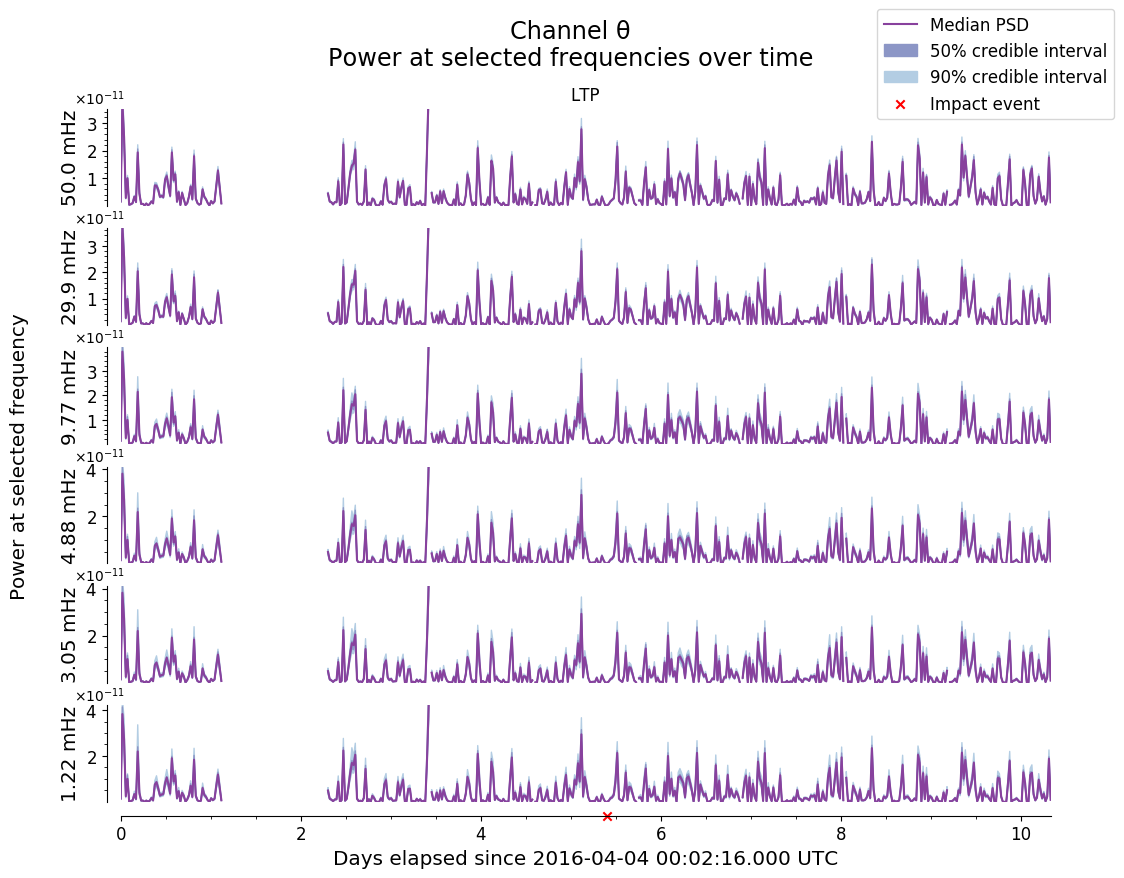 Channel θ
Power at selected frequencies over time
LTP
Median PSD
50% credible interval
90% credible interval
Impact event
Power at selected frequency
×10⁻¹¹
50.0 mHz
3
2
1
×10⁻¹¹
29.9 mHz
3
2
1
×10⁻¹¹
9.77 mHz
3
2
1
×10⁻¹¹
4.88 mHz
4
2
×10⁻¹¹
3.05 mHz
4
2
×10⁻¹¹
1.22 mHz
4
2
0 2 4 6 8 10
Days elapsed since 2016-04-04 00:02:16.000 UTC